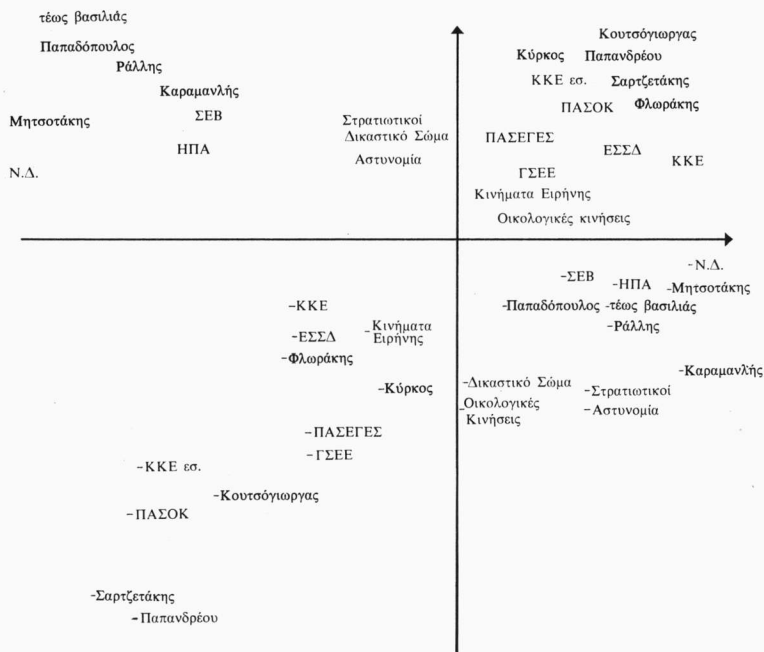 τέως βασιλιάς
Παπαδόπουλος
Ράλλης
Καραμανλής
Μητσοτάκης
ΣΕΒ
ΗΠΑ
Ν.Δ.
Στρατιωτικοί
Δικαστικό Σώμα
Αστυνομία
Κουτσόγιωργας
Κύρκος Παπανδρέου
ΚΚΕ εσ. Σαρτζετάκης
ΠΑΣΟΚ Φλωράκης
ΠΑΣΕΓΕΣ
ΕΣΣΔ
ΚΚΕ
ΓΣΕΕ
Κινήματα Ειρήνης
Οικολογικές κινήσεις
-ΚΚΕ
-ΕΣΣΔ
-Κινήματα
Ειρήνης
-Φλωράκης
-Κύρκος
-ΠΑΣΕΓΕΣ
-ΓΣΕΕ
-ΚΚΕ εσ.
-Κουτσόγιωργας
-ΠΑΣΟΚ
-Σαρτζετάκης
-Παπανδρέου
-Ν.Δ.
-ΣΕΒ
-ΗΠΑ -Μητσοτάκης
-Παπαδόπουλος -τέως βασιλιάς
-Ράλλης
-Καραμανλής
-Δικαστικό Σώμα
-Στρατιωτικοί
-Οικολογικές
Κινήσεις
-Αστυνομία